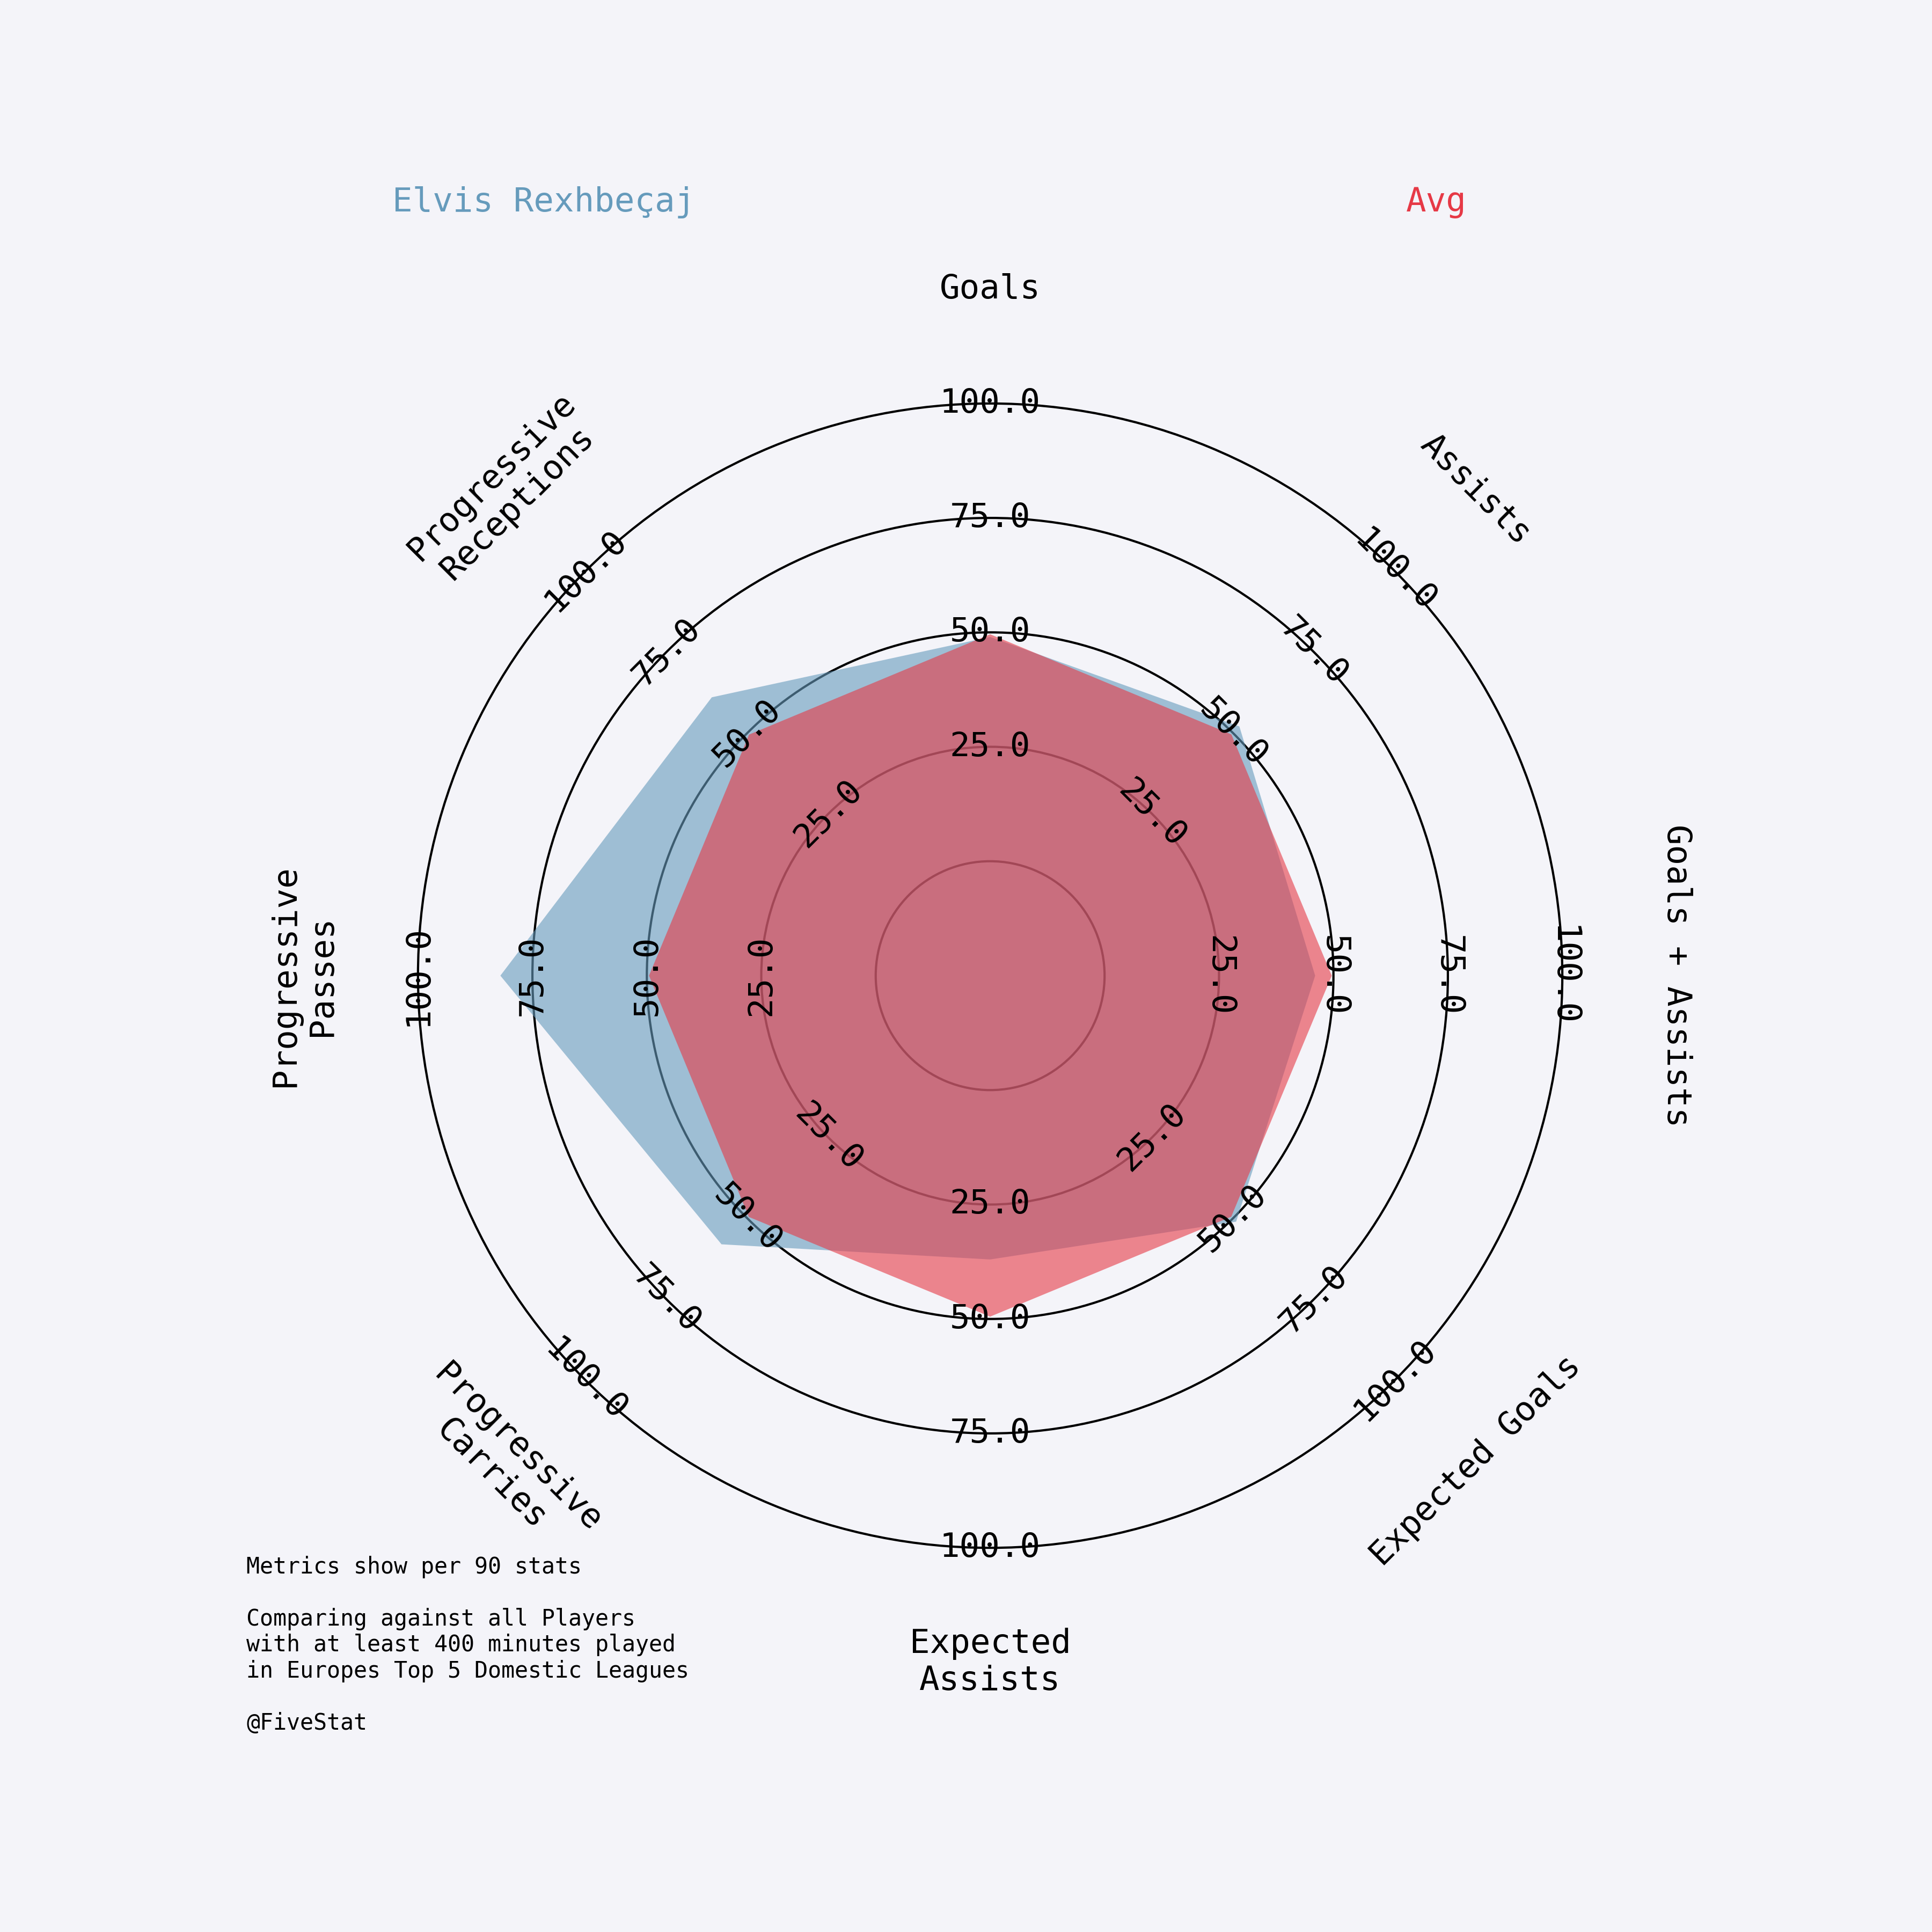 Elvis Rexhbeçaj
Avg
Goals
Assists
Goals + Assists
Expected Goals
Expected
Assists
Progressive
Carries
Progressive
Passes
Progressive
Receptions
25.0
50.0
75.0
100.0
25.0
50.0
75.0
100.0
25.0
50.0
75.0
100.0
25.0
50.0
75.0
100.0
25.0
50.0
75.0
100.0
25.0
50.0
75.0
100.0
25.0
50.0
75.0
100.0
25.0
50.0
75.0
100.0
Metrics show per 90 stats
Comparing against all Players
with at least 400 minutes played
in Europes Top 5 Domestic Leagues
@FiveStat